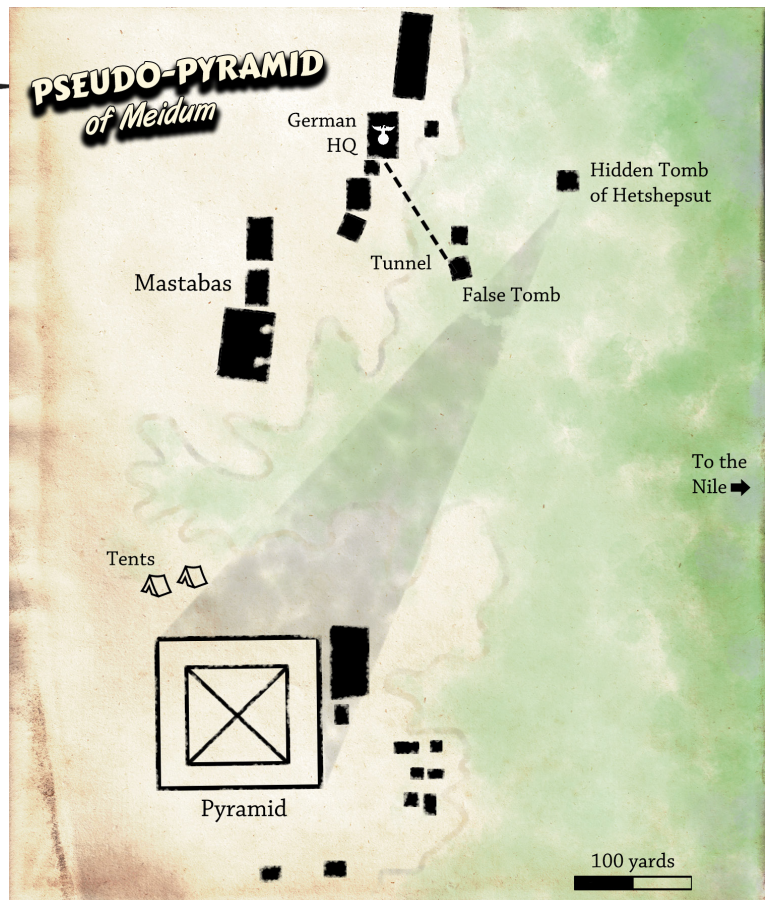 PSEUDO-PYRAMID
of Meidum
German
HQ
Hidden Tomb
of Hetshepsut
Tunnel
False Tomb
Mastabas
To the
Nile
Tents
Pyramid
100 yards